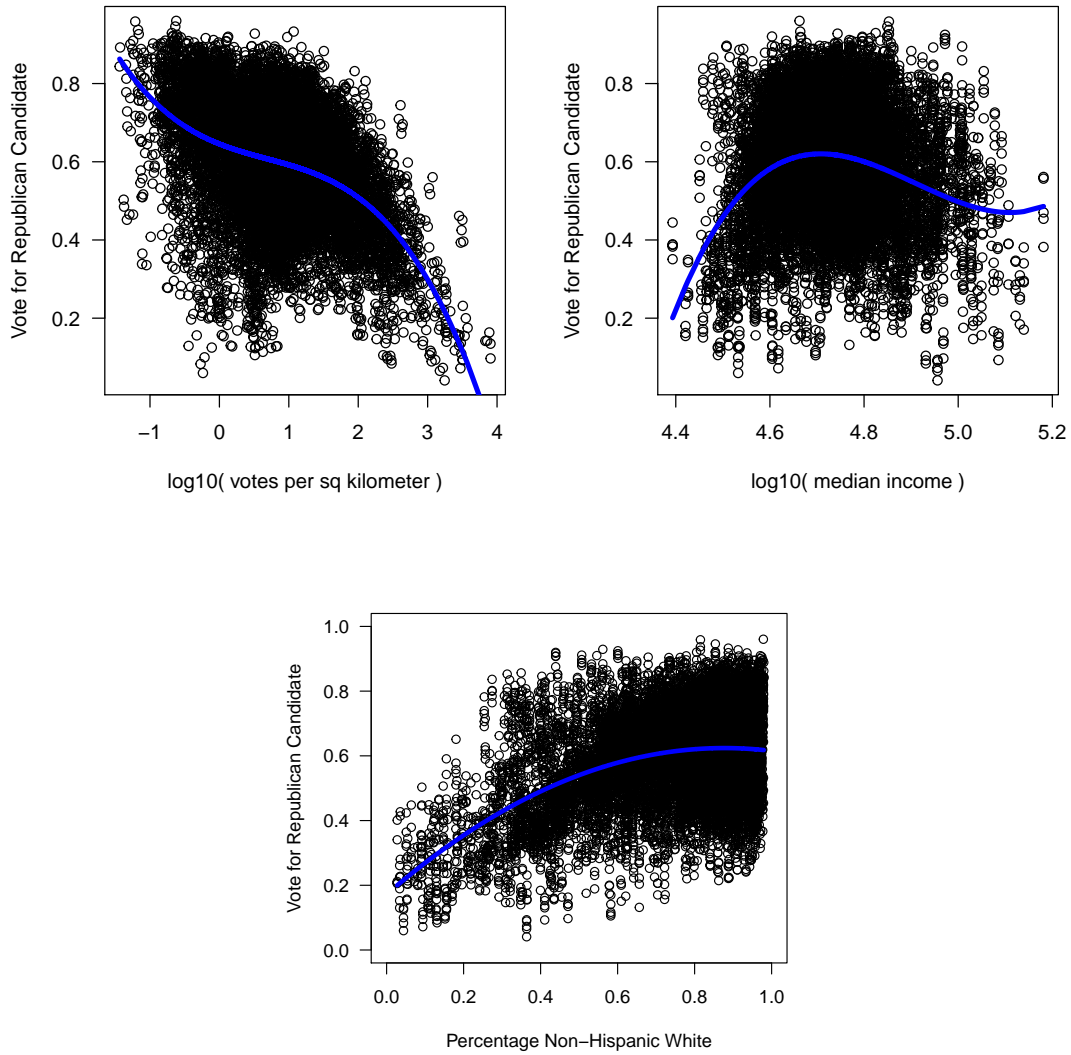 Vote for Republican Candidate
0.8
0.6
0.4
0.2
−1 0 1 2 3 4
log10( votes per sq kilometer )
Vote for Republican Candidate
0.8
0.6
0.4
0.2
4.4 4.6 4.8 5.0 5.2
log10( median income )
Vote for Republican Candidate
1.0
0.8
0.6
0.4
0.2
0.0
0.0 0.2 0.4 0.6 0.8 1.0
Percentage Non−Hispanic White